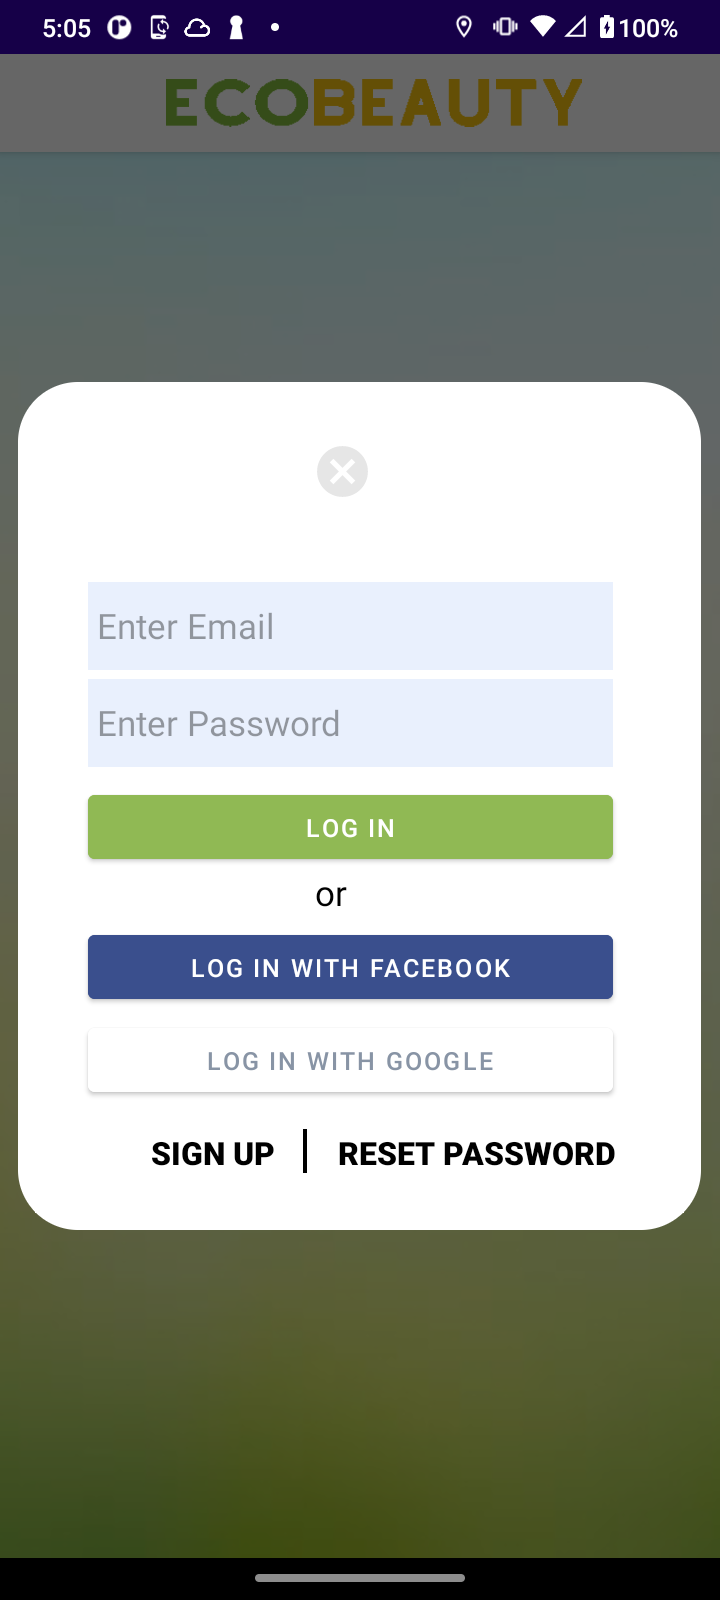 5:05
100%
ECOBEAUTY
Enter Email
Enter Password
LOG IN
or
LOG IN WITH FACEBOOK
LOG IN WITH GOOGLE
SIGN UP
RESET PASSWORD